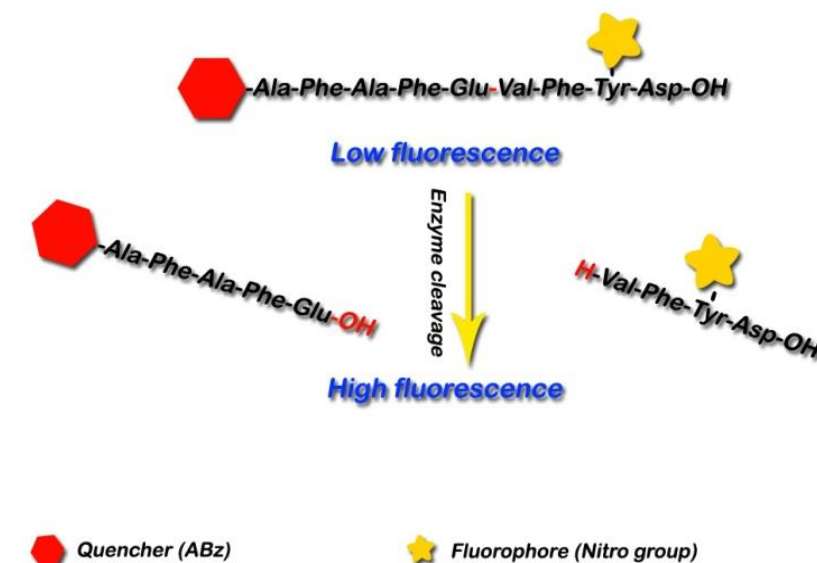 -Ala-Phe-Ala-Phe-Glu-Val-Phe-Tyr-Asp-OH
Low fluorescence
Enzyme cleavage
-Ala-Phe-Ala-Phe-Glu-OH
H-Val-Phe-Tyr-Asp-OH
High fluorescence
Quencher (ABz)
Fluorophore (Nitro group)